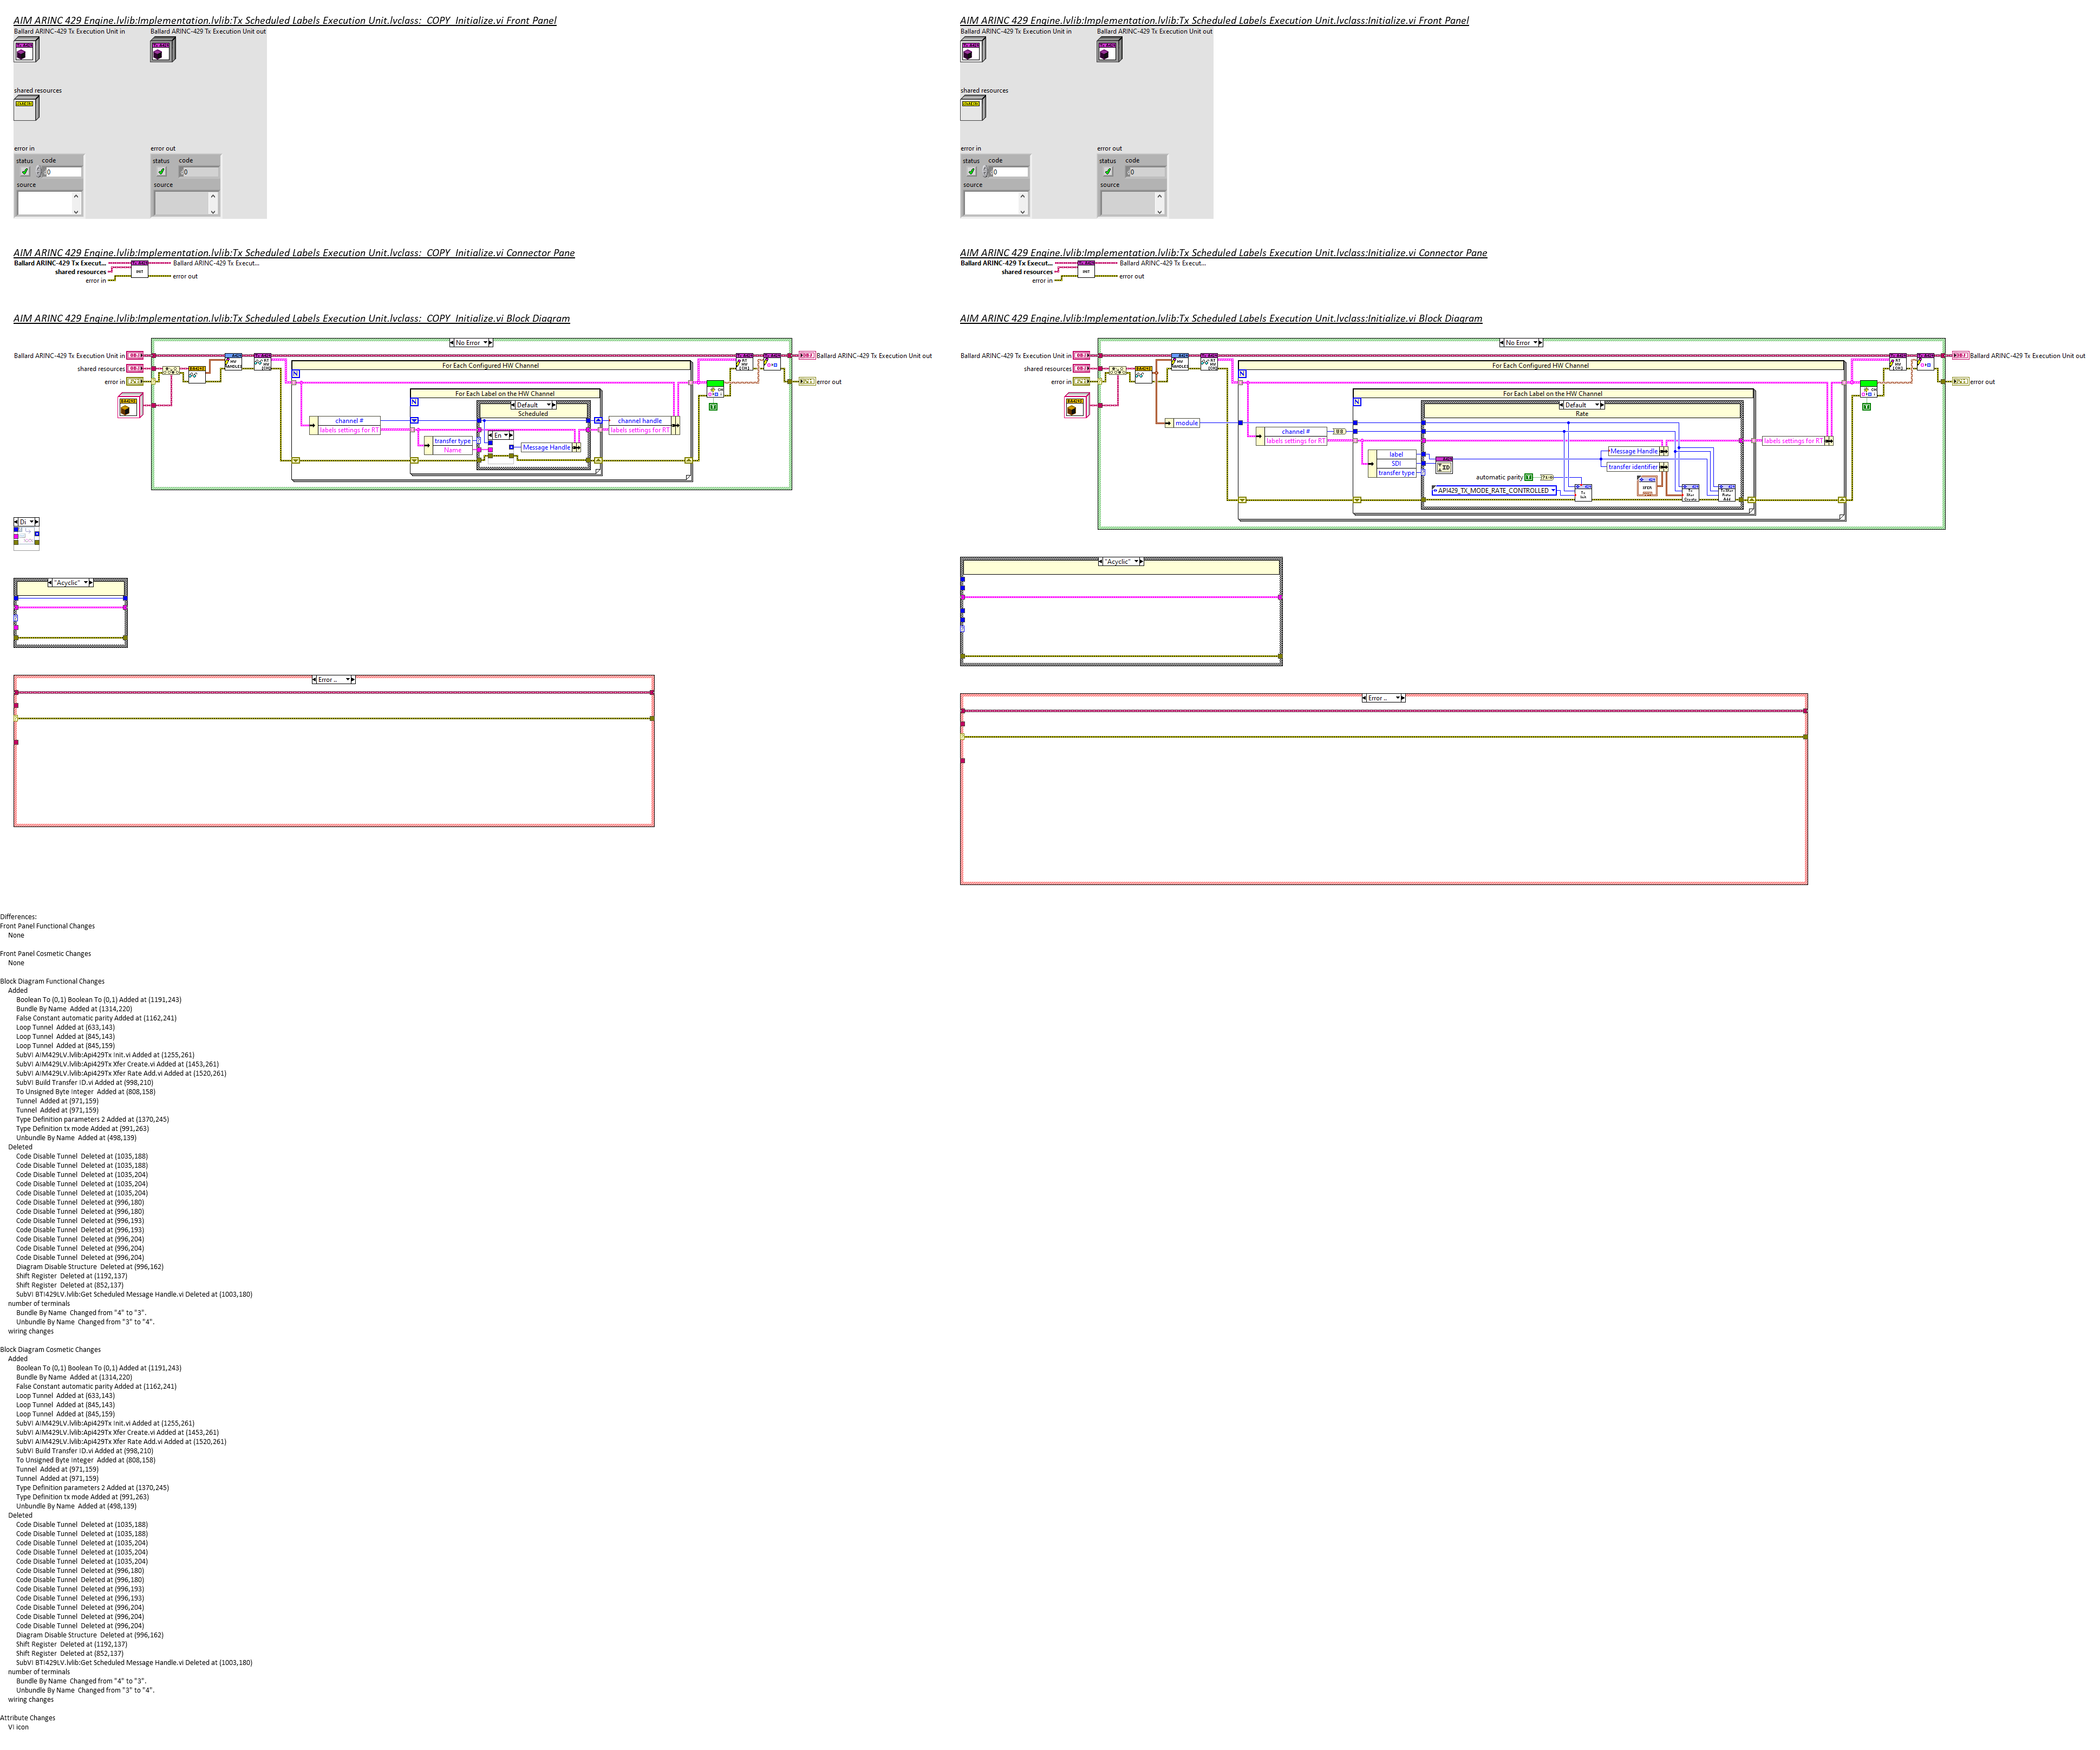 AIM ARINC 429 Engine.lvlib:Implementation.lvlib:Tx Scheduled Labels Execution Unit.lvclass:_COPY_Initialize.vi Front Panel
Ballard ARINC-429 Tx Execution Unit in
Ballard ARINC-429 Tx Execution Unit out
shared resources
error in
error out
status
code
0
status
code
0
source
source
AIM ARINC 429 Engine.lvlib:Implementation.lvlib:Tx Scheduled Labels Execution Unit.lvclass:_COPY_Initialize.vi Connector Pane
Ballard ARINC-429 Tx Execut...
Ballard ARINC-429 Tx Execut...
shared resources
error in
error out
AIM ARINC 429 Engine.lvlib:Implementation.lvlib:Tx Scheduled Labels Execution Unit.lvclass:_COPY_Initialize.vi Block Diagram
No Error
Ballard ARINC-429 Tx Execution Unit in
Ballard ARINC-429 Tx Execution Unit out
shared resources
error in
error out
For Each Configured HW Channel
For Each Label on the HW Channel
N
N
Default
Scheduled
channel #
labels settings for RT
transfer type
Name
En
Message Handle
channel handle
labels settings for RT
Di
"Acyclic"
Error ..
AIM ARINC 429 Engine.lvlib:Implementation.lvlib:Tx Scheduled Labels Execution Unit.lvclass:Initialize.vi Front Panel
Ballard ARINC-429 Tx Execution Unit in
Ballard ARINC-429 Tx Execution Unit out
shared resources
error in
error out
status
code
0
status
code
0
source
source
AIM ARINC 429 Engine.lvlib:Implementation.lvlib:Tx Scheduled Labels Execution Unit.lvclass:Initialize.vi Connector Pane
Ballard ARINC-429 Tx Execut...
Ballard ARINC-429 Tx Execut...
shared resources
error in
error out
AIM ARINC 429 Engine.lvlib:Implementation.lvlib:Tx Scheduled Labels Execution Unit.lvclass:Initialize.vi Block Diagram
No Error
Ballard ARINC-429 Tx Execution Unit in
Ballard ARINC-429 Tx Execution Unit out
shared resources
error in
error out
For Each Configured HW Channel
For Each Label on the HW Channel
N
N
Default
Rate
module
channel #
labels settings for RT
label
SDI
transfer type
automatic parity
API429_TX_MODE_RATE_CONTROLLED
Message Handle
transfer identifier
labels settings for RT
"Acyclic"
Error ..
Differences:
Front Panel Functional Changes
None
Front Panel Cosmetic Changes
None
Block Diagram Functional Changes
Added
Boolean To (0,1) Boolean To (0,1) Added at (1191,243)
Bundle By Name  Added at (1314,220)
False Constant automatic parity Added at (1162,241)
Loop Tunnel  Added at (633,143)
Loop Tunnel  Added at (845,143)
Loop Tunnel  Added at (845,159)
SubVI AIM429LV.lvlib:Api429Tx Init.vi Added at (1255,261)
SubVI AIM429LV.lvlib:Api429Tx Xfer Create.vi Added at (1453,261)
SubVI AIM429LV.lvlib:Api429Tx Xfer Rate Add.vi Added at (1520,261)
SubVI Build Transfer ID.vi Added at (998,210)
To Unsigned Byte Integer  Added at (808,158)
Tunnel  Added at (971,159)
Tunnel  Added at (971,159)
Type Definition parameters 2 Added at (1370,245)
Type Definition tx mode Added at (991,263)
Unbundle By Name  Added at (498,139)
Deleted
Code Disable Tunnel  Deleted at (1035,188)
Code Disable Tunnel  Deleted at (1035,188)
Code Disable Tunnel  Deleted at (1035,204)
Code Disable Tunnel  Deleted at (1035,204)
Code Disable Tunnel  Deleted at (1035,204)
Code Disable Tunnel  Deleted at (996,180)
Code Disable Tunnel  Deleted at (996,180)
Code Disable Tunnel  Deleted at (996,193)
Code Disable Tunnel  Deleted at (996,193)
Code Disable Tunnel  Deleted at (996,204)
Code Disable Tunnel  Deleted at (996,204)
Code Disable Tunnel  Deleted at (996,204)
Diagram Disable Structure  Deleted at (996,162)
Shift Register  Deleted at (1192,137)
Shift Register  Deleted at (852,137)
SubVI BTI429LV.lvlib:Get Scheduled Message Handle.vi Deleted at (1003,180)
number of terminals
Bundle By Name  Changed from "4" to "3".
Unbundle By Name  Changed from "3" to "4".
wiring changes
Block Diagram Cosmetic Changes
Added
Boolean To (0,1) Boolean To (0,1) Added at (1191,243)
Bundle By Name  Added at (1314,220)
False Constant automatic parity Added at (1162,241)
Loop Tunnel  Added at (633,143)
Loop Tunnel  Added at (845,143)
Loop Tunnel  Added at (845,159)
SubVI AIM429LV.lvlib:Api429Tx Init.vi Added at (1255,261)
SubVI AIM429LV.lvlib:Api429Tx Xfer Create.vi Added at (1453,261)
SubVI AIM429LV.lvlib:Api429Tx Xfer Rate Add.vi Added at (1520,261)
SubVI Build Transfer ID.vi Added at (998,210)
To Unsigned Byte Integer  Added at (808,158)
Tunnel  Added at (971,159)
Tunnel  Added at (971,159)
Type Definition parameters 2 Added at (1370,245)
Type Definition tx mode Added at (991,263)
Unbundle By Name  Added at (498,139)
Deleted
Code Disable Tunnel  Deleted at (1035,188)
Code Disable Tunnel  Deleted at (1035,188)
Code Disable Tunnel  Deleted at (1035,204)
Code Disable Tunnel  Deleted at (1035,204)
Code Disable Tunnel  Deleted at (1035,204)
Code Disable Tunnel  Deleted at (996,180)
Code Disable Tunnel  Deleted at (996,180)
Code Disable Tunnel  Deleted at (996,193)
Code Disable Tunnel  Deleted at (996,193)
Code Disable Tunnel  Deleted at (996,204)
Code Disable Tunnel  Deleted at (996,204)
Code Disable Tunnel  Deleted at (996,204)
Diagram Disable Structure  Deleted at (996,162)
Shift Register  Deleted at (1192,137)
Shift Register  Deleted at (852,137)
SubVI BTI429LV.lvlib:Get Scheduled Message Handle.vi Deleted at (1003,180)
number of terminals
Bundle By Name  Changed from "4" to "3".
Unbundle By Name  Changed from "3" to "4".
wiring changes
Attribute Changes
VI icon